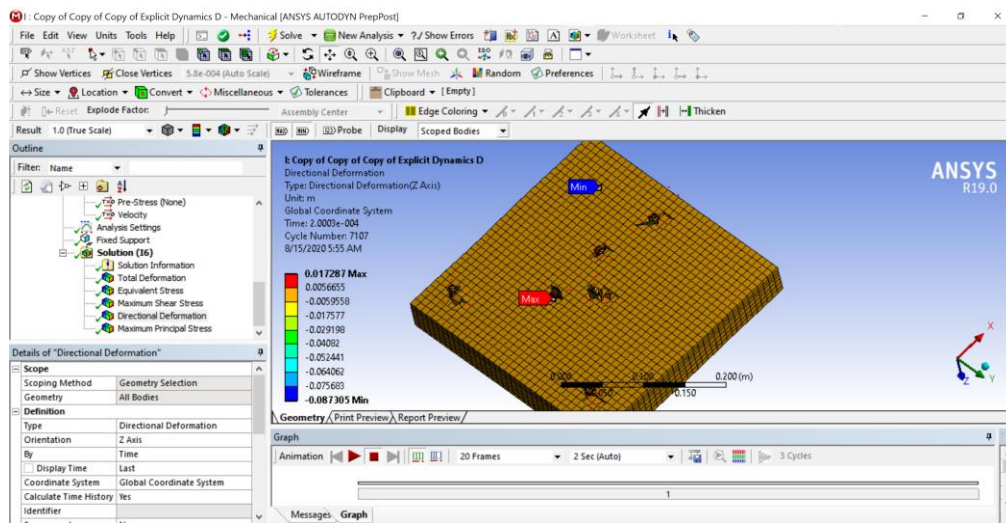 I : Copy of Copy of Copy of Explicit Dynamics D - Mechanical [ANSYS AUTODYN PrepPost]
File Edit View Units Tools Help Solve New Analysis ?/ Show Errors Worksheet
Show Vertices Close Vertices 5.8e-004 (Auto Scale) Wireframe Show Mesh Random Preferences
Size Location Convert Miscellaneous Tolerances Clipboard [Empty]
Reset Explode Factor: Assembly Center Edge Coloring Thicken
Result 1.0 (True Scale) Probe Display Scoped Bodies
Outline
Filter: Name
Pre-Stress (None)
Velocity
Analysis Settings
Fixed Support
Solution (I6)
Solution Information
Total Deformation
Equivalent Stress
Maximum Shear Stress
Directional Deformation
Maximum Principal Stress
Details of "Directional Deformation"
Scope
Scoping Method Geometry Selection
Geometry All Bodies
Definition
Type Directional Deformation
Orientation Z Axis
By Time
Display Time Last
Coordinate System Global Coordinate System
Calculate Time History Yes
Identifier
I: Copy of Copy of Copy of Explicit Dynamics D
Directional Deformation
Type: Directional Deformation(Z Axis)
Unit: m
Global Coordinate System
Time: 2.0003e-004
Cycle Number: 7107
8/15/2020 5:55 AM
0.017287 Max
0.0056655
-0.0059558
-0.017577
-0.029198
-0.04082
-0.052441
-0.064062
-0.075683
-0.087305 Min
Min
Max
ANSYS
R19.0
0.000 0.100 0.200 (m)
0.050 0.150
X
Y
Z
Geometry Print Preview Report Preview
Graph
Animation 20 Frames 2 Sec (Auto) 3 Cycles
1
Messages Graph